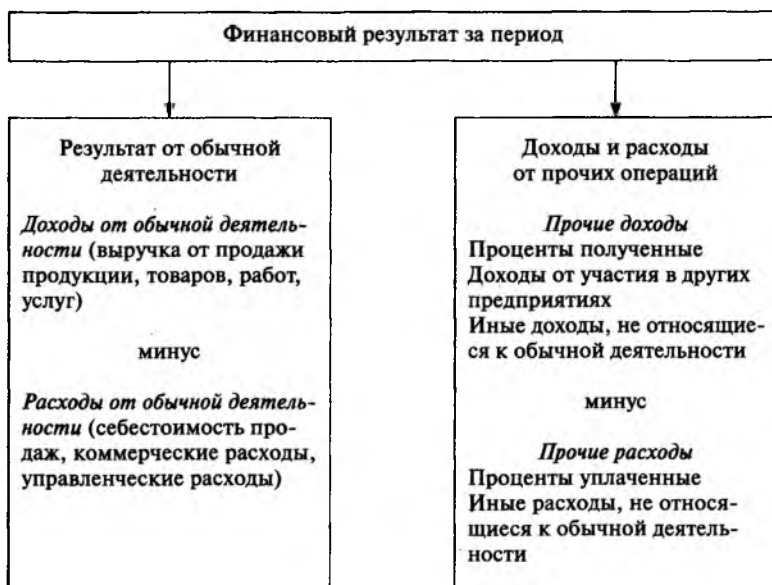 Финансовый результат за период
Результат от обычной
деятельности
Доходы от обычной деятель-
ности (выручка от продажи
продукции, товаров, работ,
услуг)
минус
Расходы от обычной деятель-
ности (себестоимость про-
даж, коммерческие расходы,
управленческие расходы)
Доходы и расходы
от прочих операций
Прочие доходы
Проценты полученные
Доходы от участия в других
предприятиях
Иные доходы, не относящие-
ся к обычной деятельности
минус
Прочие расходы
Проценты уплаченные
Иные расходы, не относя-
щиеся к обычной деятель-
ности